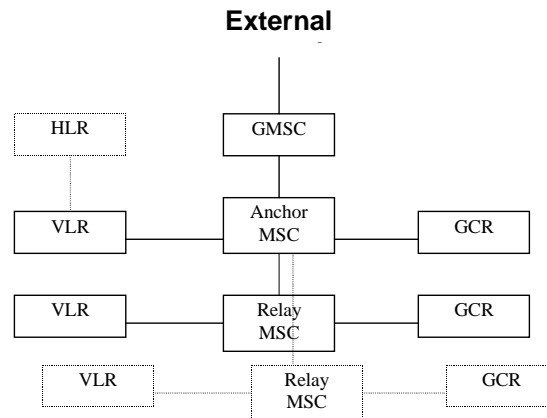 External
HLR
GMSC
VLR
Anchor
MSC
GCR
VLR
Relay
MSC
GCR
VLR
Relay
MSC
GCR